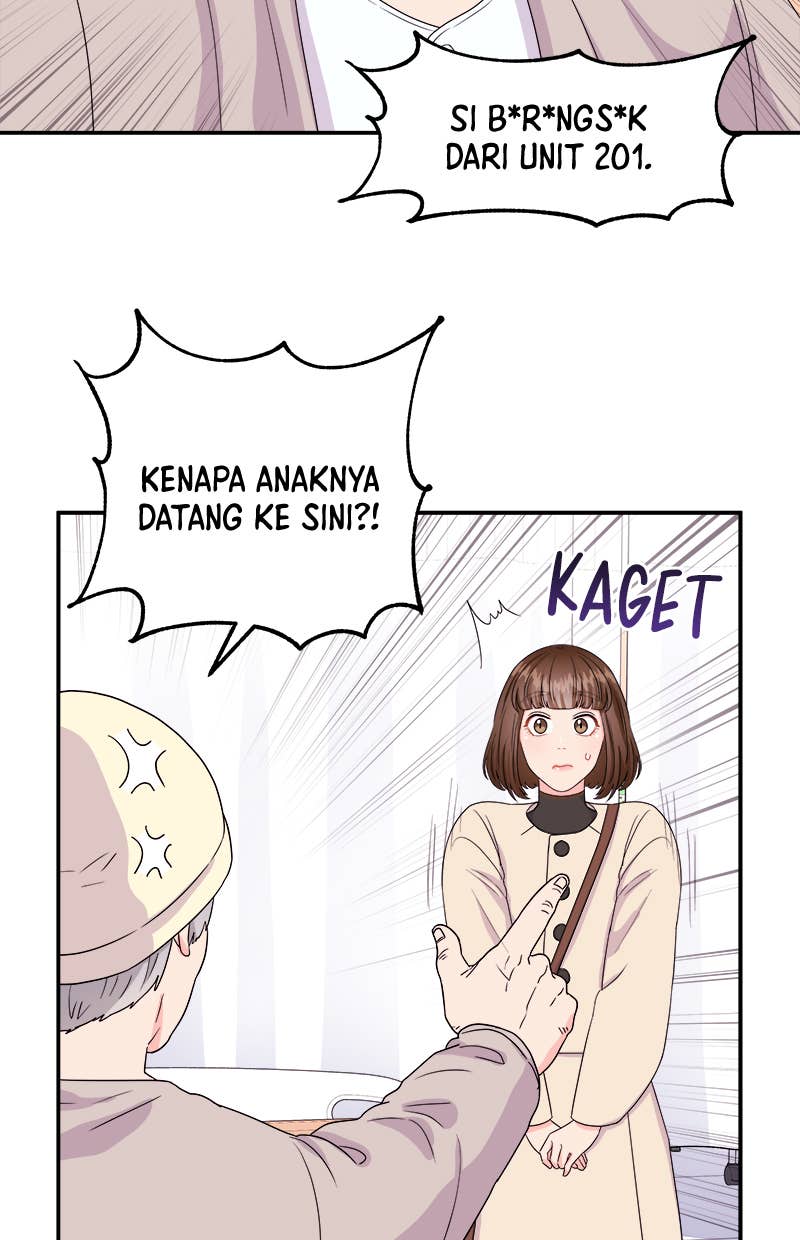 SI B*R*NGS*K
DARI UNIT 201.
KENAPA ANAKNYA
DATANG KE SINI?!
KAGET